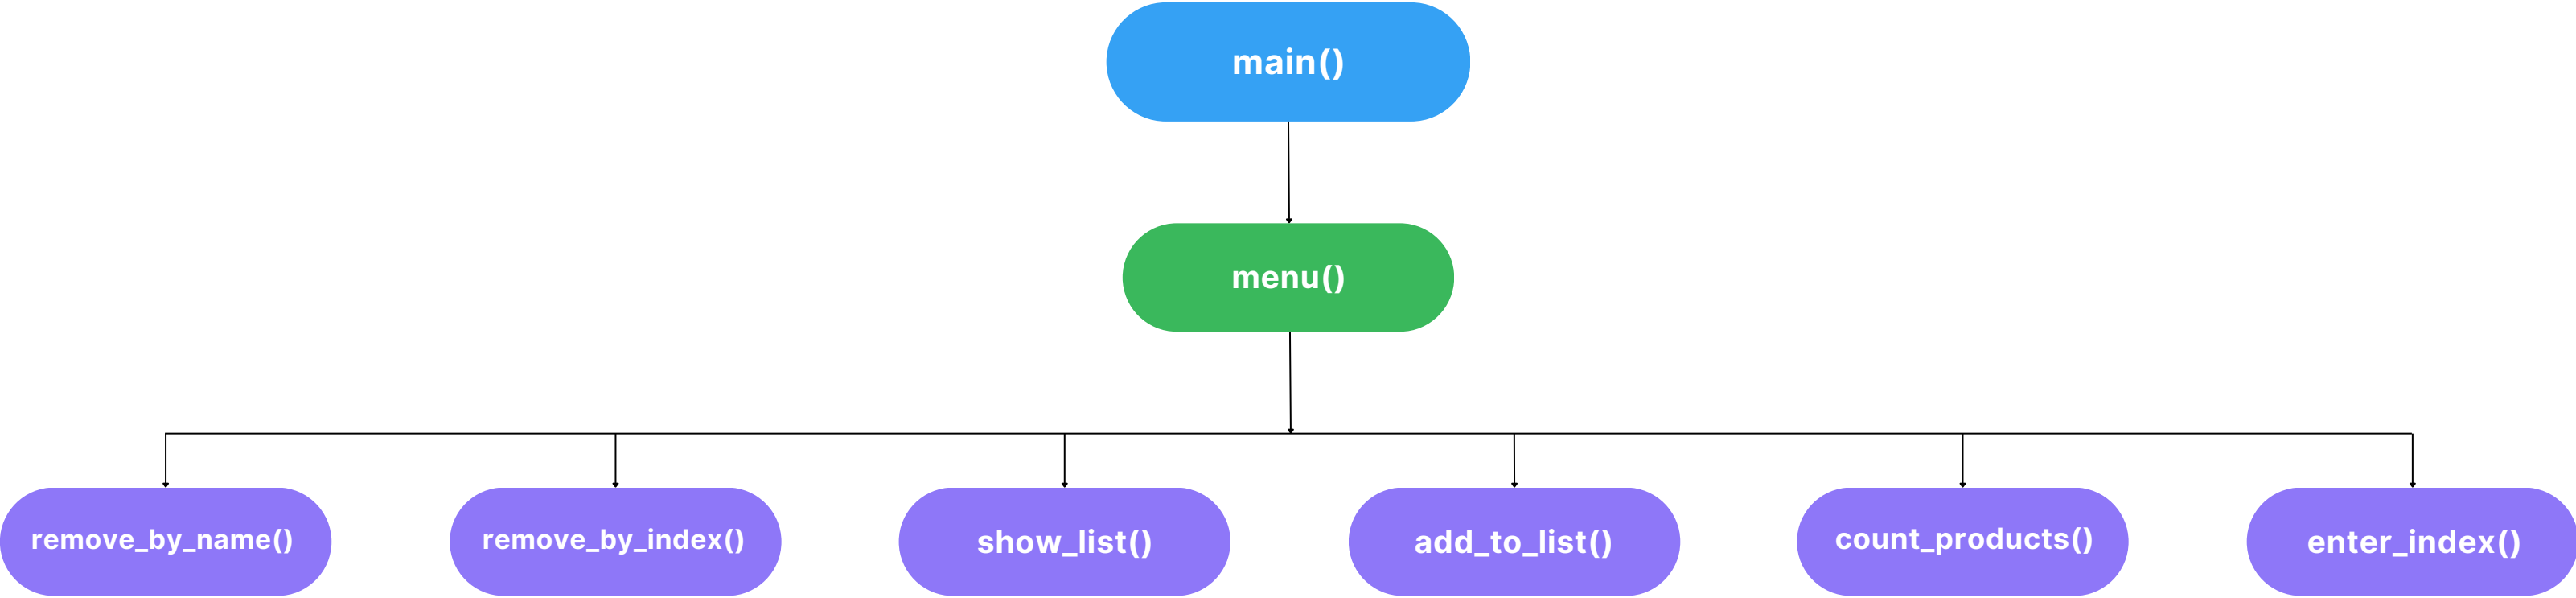 main()
menu()
remove_by_name()
remove_by_index()
show_list()
add_to_list()
count_products()
enter_index()